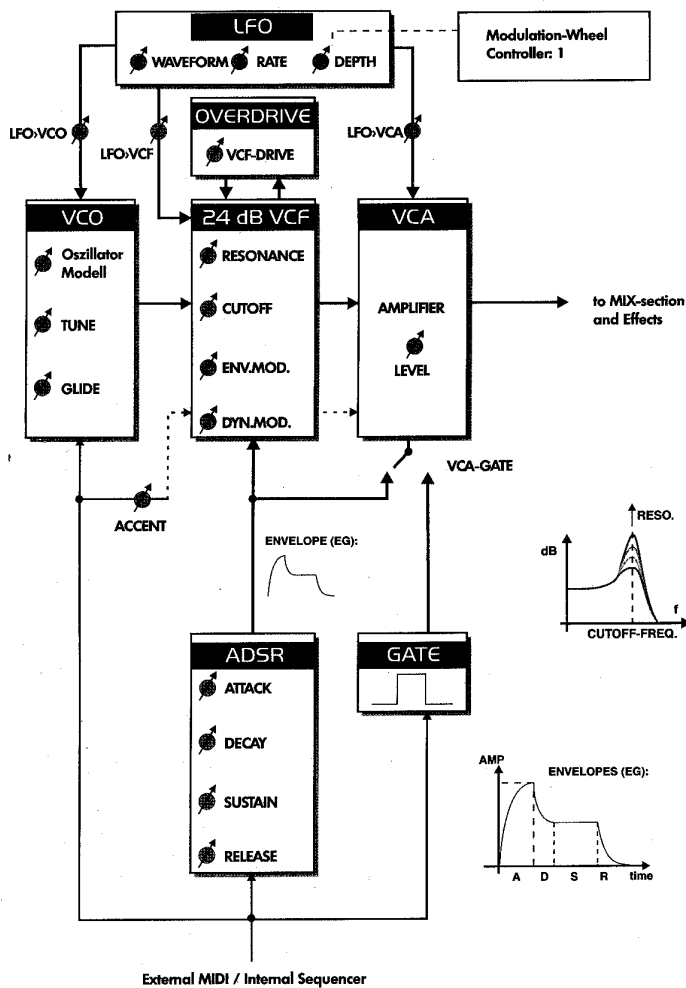 LFO
WAVEFORM RATE DEPTH
Modulation-Wheel
Controller: 1
OVERDRIVE
VCF-DRIVE
LFO›VCO
LFO›VCF
LFO›VCA
VCO
Oszillator
Modell
TUNE
GLIDE
24 dB VCF
RESONANCE
CUTOFF
ENV.MOD.
DYN.MOD.
VCA
AMPLIFIER
LEVEL
to MIX-section
and Effects
VCA-GATE
ACCENT
ENVELOPE (EG):
RESO.
dB
f
CUTOFF-FREQ.
ADSR
ATTACK
DECAY
SUSTAIN
RELEASE
GATE
AMP
ENVELOPES (EG):
A D S R time
External MIDI / Internal Sequencer